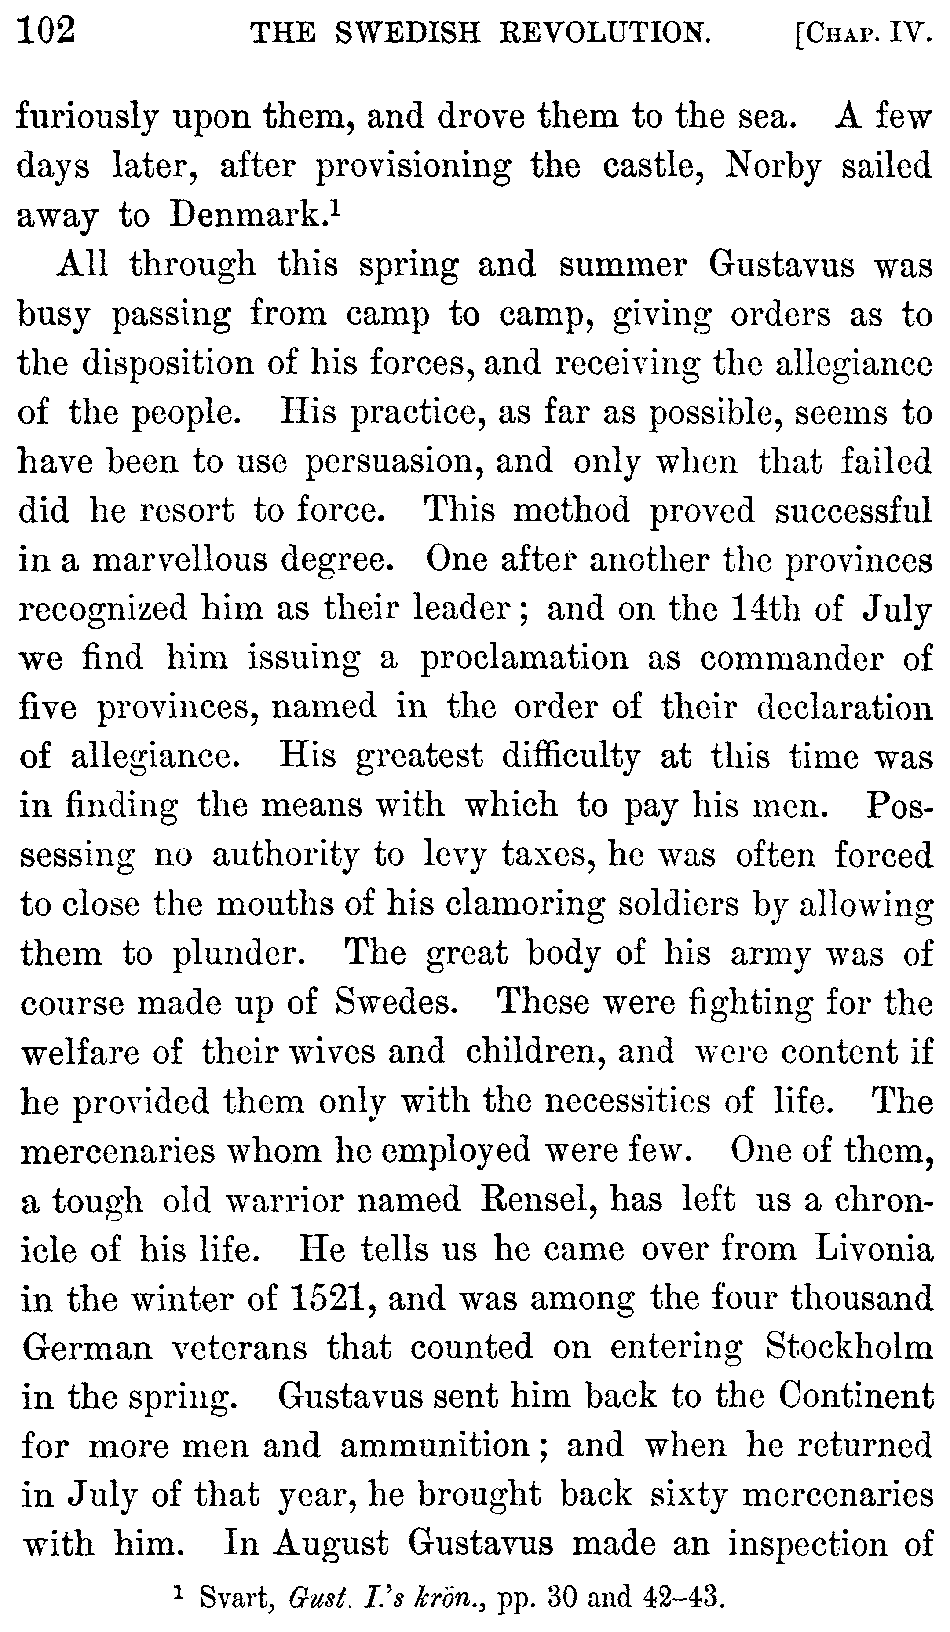 102 THE SWEDISH REVOLUTION. [CHAP. IV.
furiously upon them, and drove them to the sea. A few
days later, after provisioning the castle, Norby sailed
away to Denmark.¹
All through this spring and summer Gustavus was
busy passing from camp to camp, giving orders as to
the disposition of his forces, and receiving the allegiance
of the people. His practice, as far as possible, seems to
have been to use persuasion, and only when that failed
did he resort to force. This method proved successful
in a marvellous degree. One after another the provinces
recognized him as their leader; and on the 14th of July
we find him issuing a proclamation as commander of
five provinces, named in the order of their declaration
of allegiance. His greatest difficulty at this time was
in finding the means with which to pay his men. Pos-
sessing no authority to levy taxes, he was often forced
to close the mouths of his clamoring soldiers by allowing
them to plunder. The great body of his army was of
course made up of Swedes. These were fighting for the
welfare of their wives and children, and were content if
he provided them only with the necessities of life. The
mercenaries whom he employed were few. One of them,
a tough old warrior named Rensel, has left us a chron-
icle of his life. He tells us he came over from Livonia
in the winter of 1521, and was among the four thousand
German veterans that counted on entering Stockholm
in the spring. Gustavus sent him back to the Continent
for more men and ammunition; and when he returned
in July of that year, he brought back sixty mercenaries
with him. In August Gustavus made an inspection of
¹ Svart, Gust. I.'s krön., pp. 30 and 42–43.